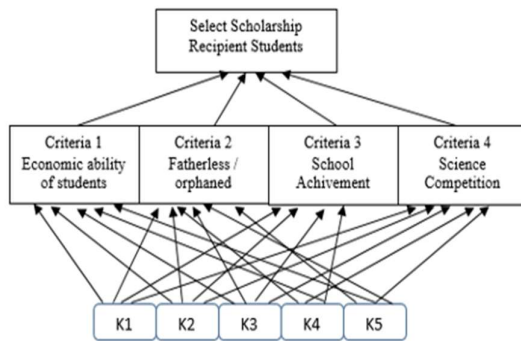 Select Scholarship
Recipient Students
Criteria 1
Economic ability
of students
Criteria 2
Fatherless /
orphaned
Criteria 3
School
Achivement
Criteria 4
Science
Competition
K1
K2
K3
K4
K5